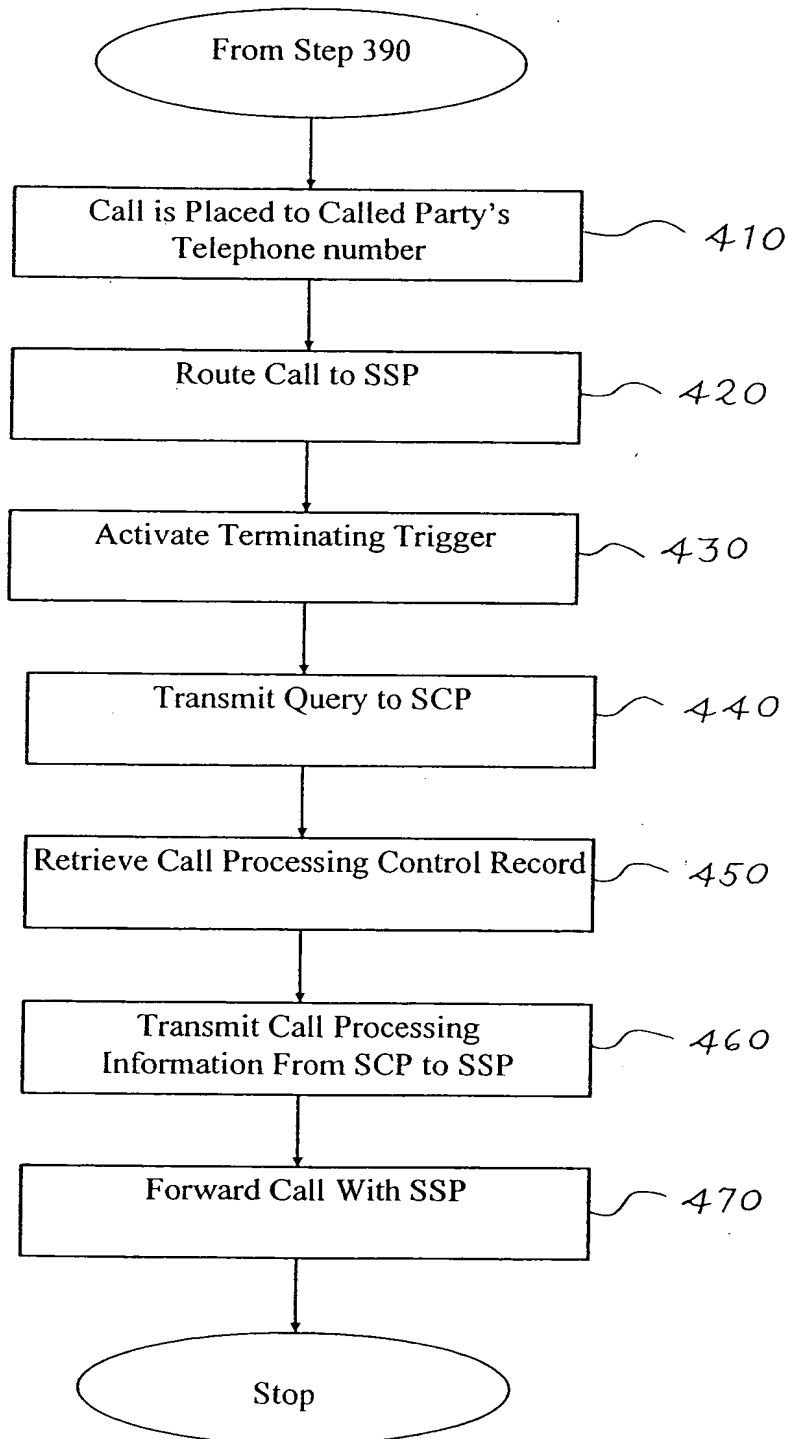 From Step 390
Call is Placed to Called Party's
Telephone number
410
Route Call to SSP
420
Activate Terminating Trigger
430
Transmit Query to SCP
440
Retrieve Call Processing Control Record
450
Transmit Call Processing
Information From SCP to SSP
460
Forward Call With SSP
470
Stop